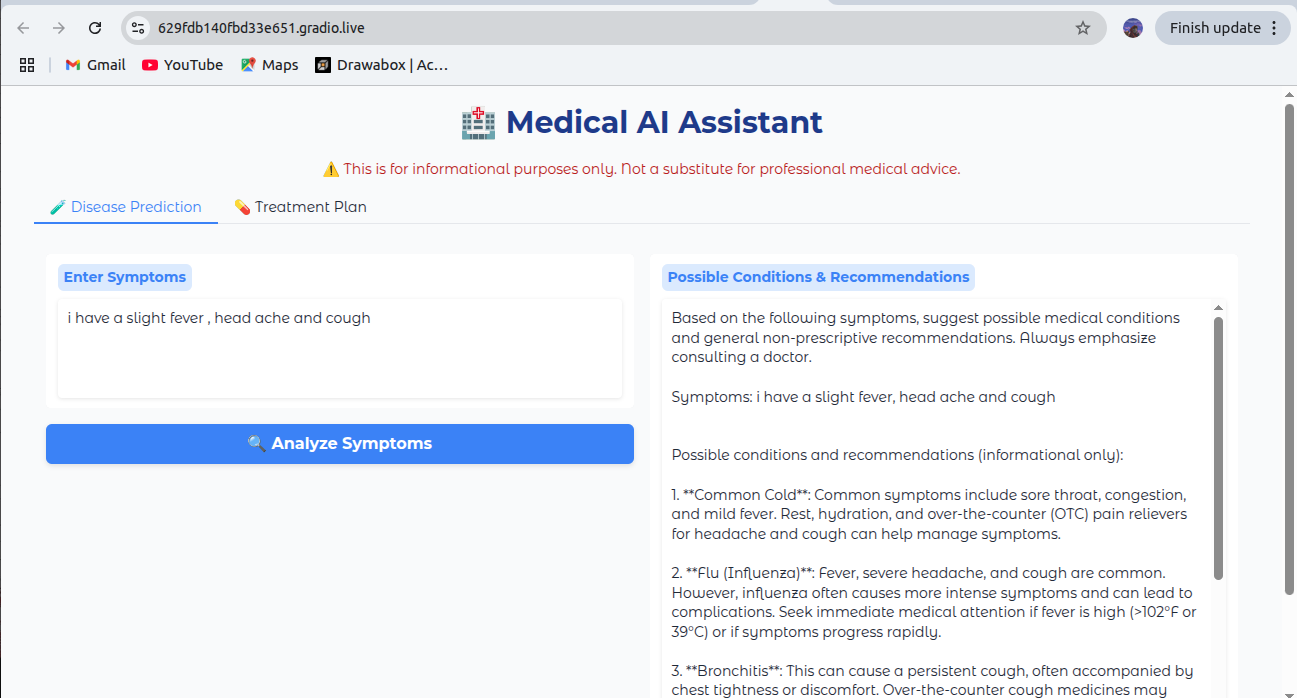 629fdb140fbd33e651.gradio.live
Finish update
Gmail
YouTube
Maps
Drawabox | Ac...
Medical AI Assistant
This is for informational purposes only. Not a substitute for professional medical advice.
Disease Prediction
Treatment Plan
Enter Symptoms
i have a slight fever , head ache and cough
Analyze Symptoms
Possible Conditions & Recommendations
Based on the following symptoms, suggest possible medical conditions
and general non-prescriptive recommendations. Always emphasize
consulting a doctor.
Symptoms: i have a slight fever, head ache and cough
Possible conditions and recommendations (informational only):
1. **Common Cold**: Common symptoms include sore throat, congestion,
and mild fever. Rest, hydration, and over-the-counter (OTC) pain relievers
for headache and cough can help manage symptoms.
2. **Flu (Influenza)**: Fever, severe headache, and cough are common.
However, influenza often causes more intense symptoms and can lead to
complications. Seek immediate medical attention if fever is high (>102°F or
39°C) or if symptoms progress rapidly.
3. **Bronchitis**: This can cause a persistent cough, often accompanied by
chest tightness or discomfort. Over-the-counter cough medicines may